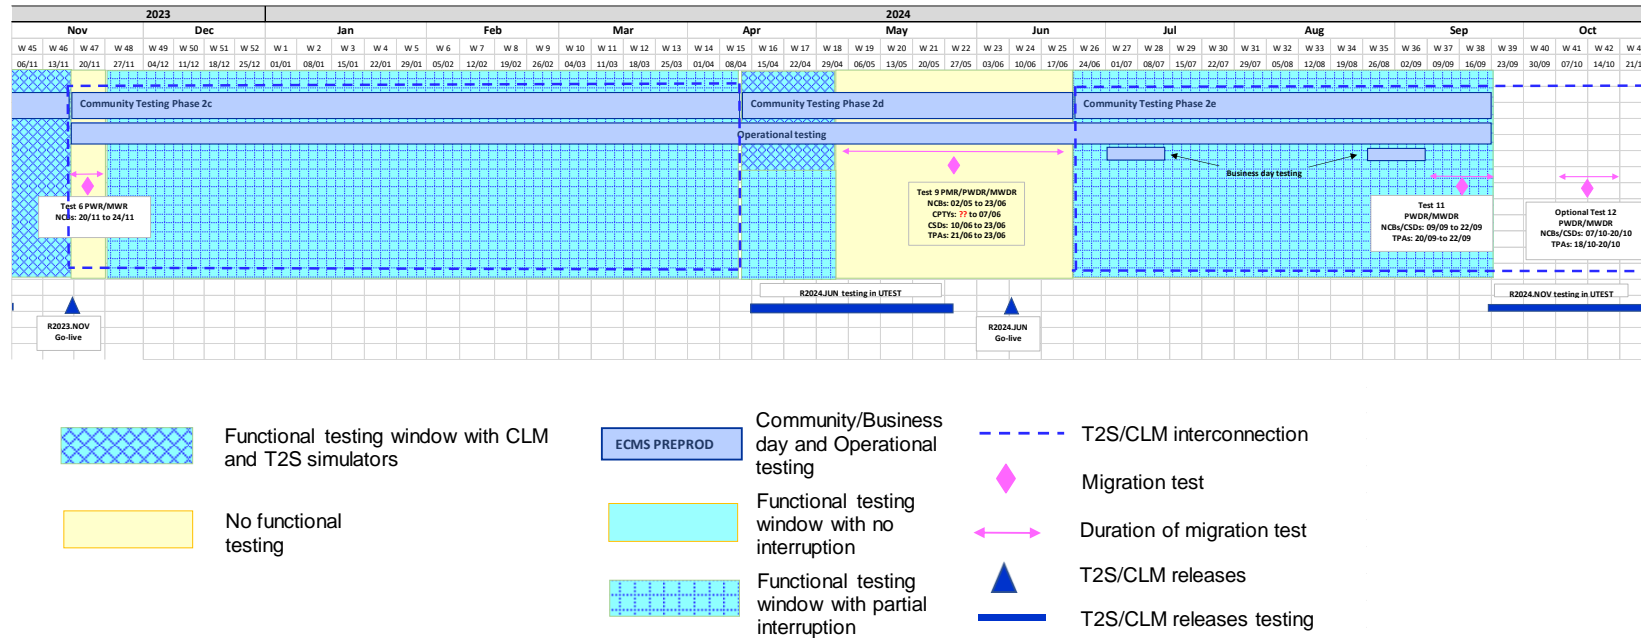 2023 2024
Nov Dec Jan Feb Mar Apr May Jun Jul Aug Sep Oct
W 45 W 46 W 47 W 48 W 49 W 50 W 51 W 52 W 1 W 2 W 3 W 4 W 5 W 6 W 7 W 8 W 9 W 10 W 11 W 12 W 13 W 14 W 15 W 16 W 17 W 18 W 19 W 20 W 21 W 22 W 23 W 24 W 25 W 26 W 27 W 28 W 29 W 30 W 31 W 32 W 33 W 34 W 35 W 36 W 37 W 38 W 39 W 40 W 41 W 42 W 4
06/11 13/11 20/11 27/11 04/12 11/12 18/12 25/12 01/01 08/01 15/01 22/01 29/01 05/02 12/02 19/02 26/02 04/03 11/03 18/03 25/03 01/04 08/04 15/04 22/04 29/04 06/05 13/05 20/05 27/05 03/06 10/06 17/06 24/06 01/07 08/07 15/07 22/07 29/07 05/08 12/08 19/08 26/08 02/09 09/09 16/09 23/09 30/09 07/10 14/10 21/1
Community Testing Phase 2c
Community Testing Phase 2d
Community Testing Phase 2e
Operational testing
Business day testing
Test 6 PWR/MWR
NCBs: 20/11 to 24/11
Test 9 PMR/PWDR/MWDR
NCBs: 02/05 to 23/06
CPTYs: ?? to 07/06
CSDs: 10/06 to 23/06
TPAs: 21/06 to 23/06
Test 11
PWDR/MWDR
NCBs/CSDs: 09/09 to 22/09
TPAs: 20/09-to 22/09
Optional Test 12
PWDR/MWDR
NCBs/CSDs: 07/10-20/10
TPAs: 18/10-20/10
R2024.JUN testing in UTEST
R2024.NOV testing in UTEST
R2023.NOV
Go-live
R2024.JUN
Go-live
Functional testing window with CLM
and T2S simulators
No functional
testing
ECMS PREPROD
Community/Business
day and Operational
testing
Functional testing
window with no
interruption
Functional testing
window with partial
interruption
T2S/CLM interconnection
Migration test
Duration of migration test
T2S/CLM releases
T2S/CLM releases testing